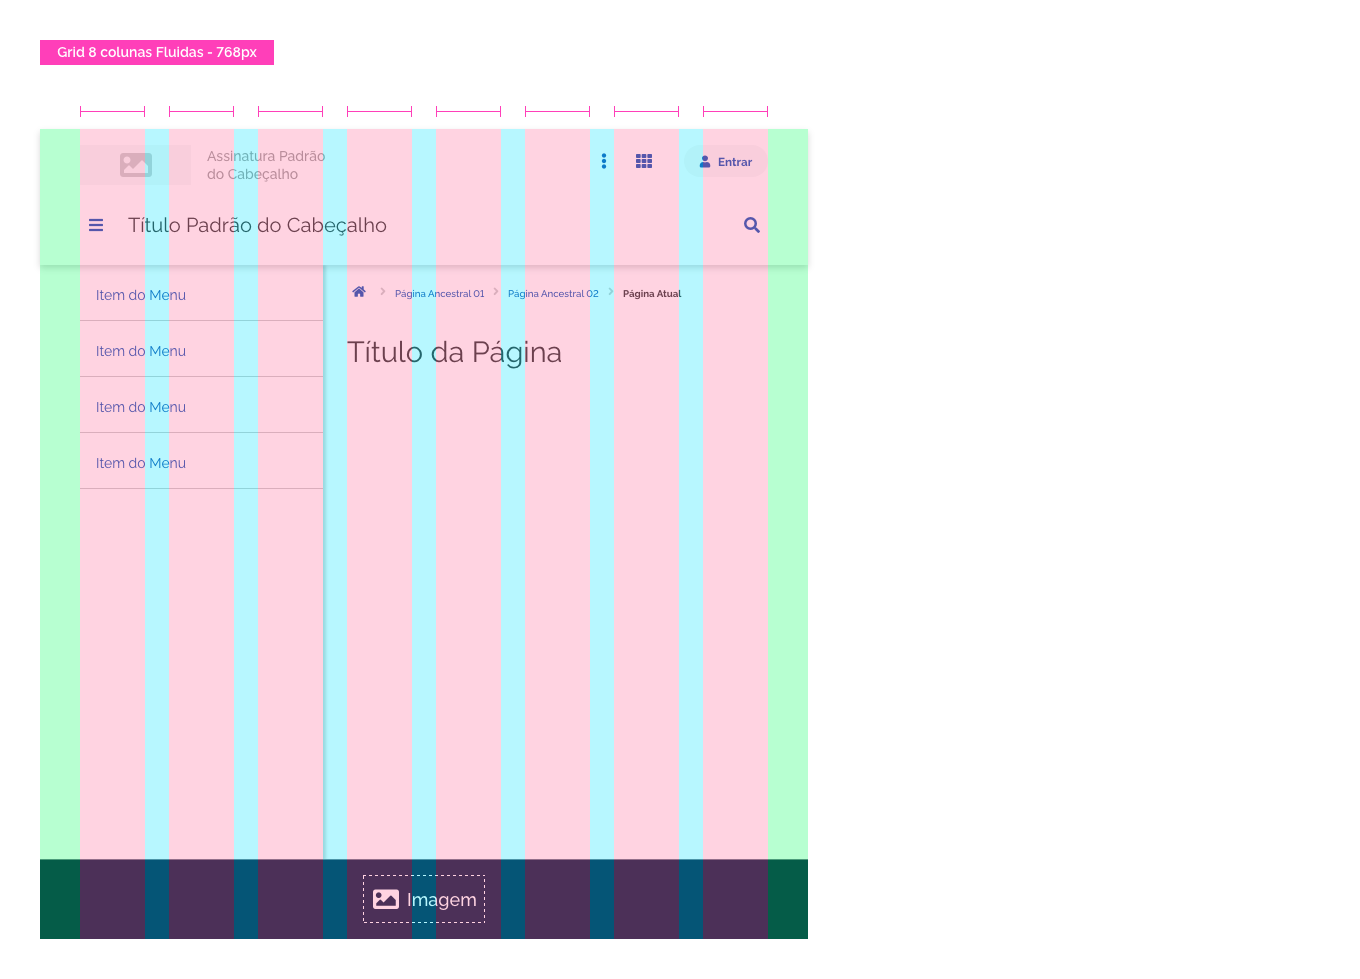 Grid 8 colunas Fluidas - 768px
Assinatura Padrão
do Cabeçalho
Entrar
Título Padrão do Cabeçalho
Item do Menu
Item do Menu
Item do Menu
Item do Menu
Página Ancestral 01
Página Ancestral 02
Página Atual
Título da Página
Imagem